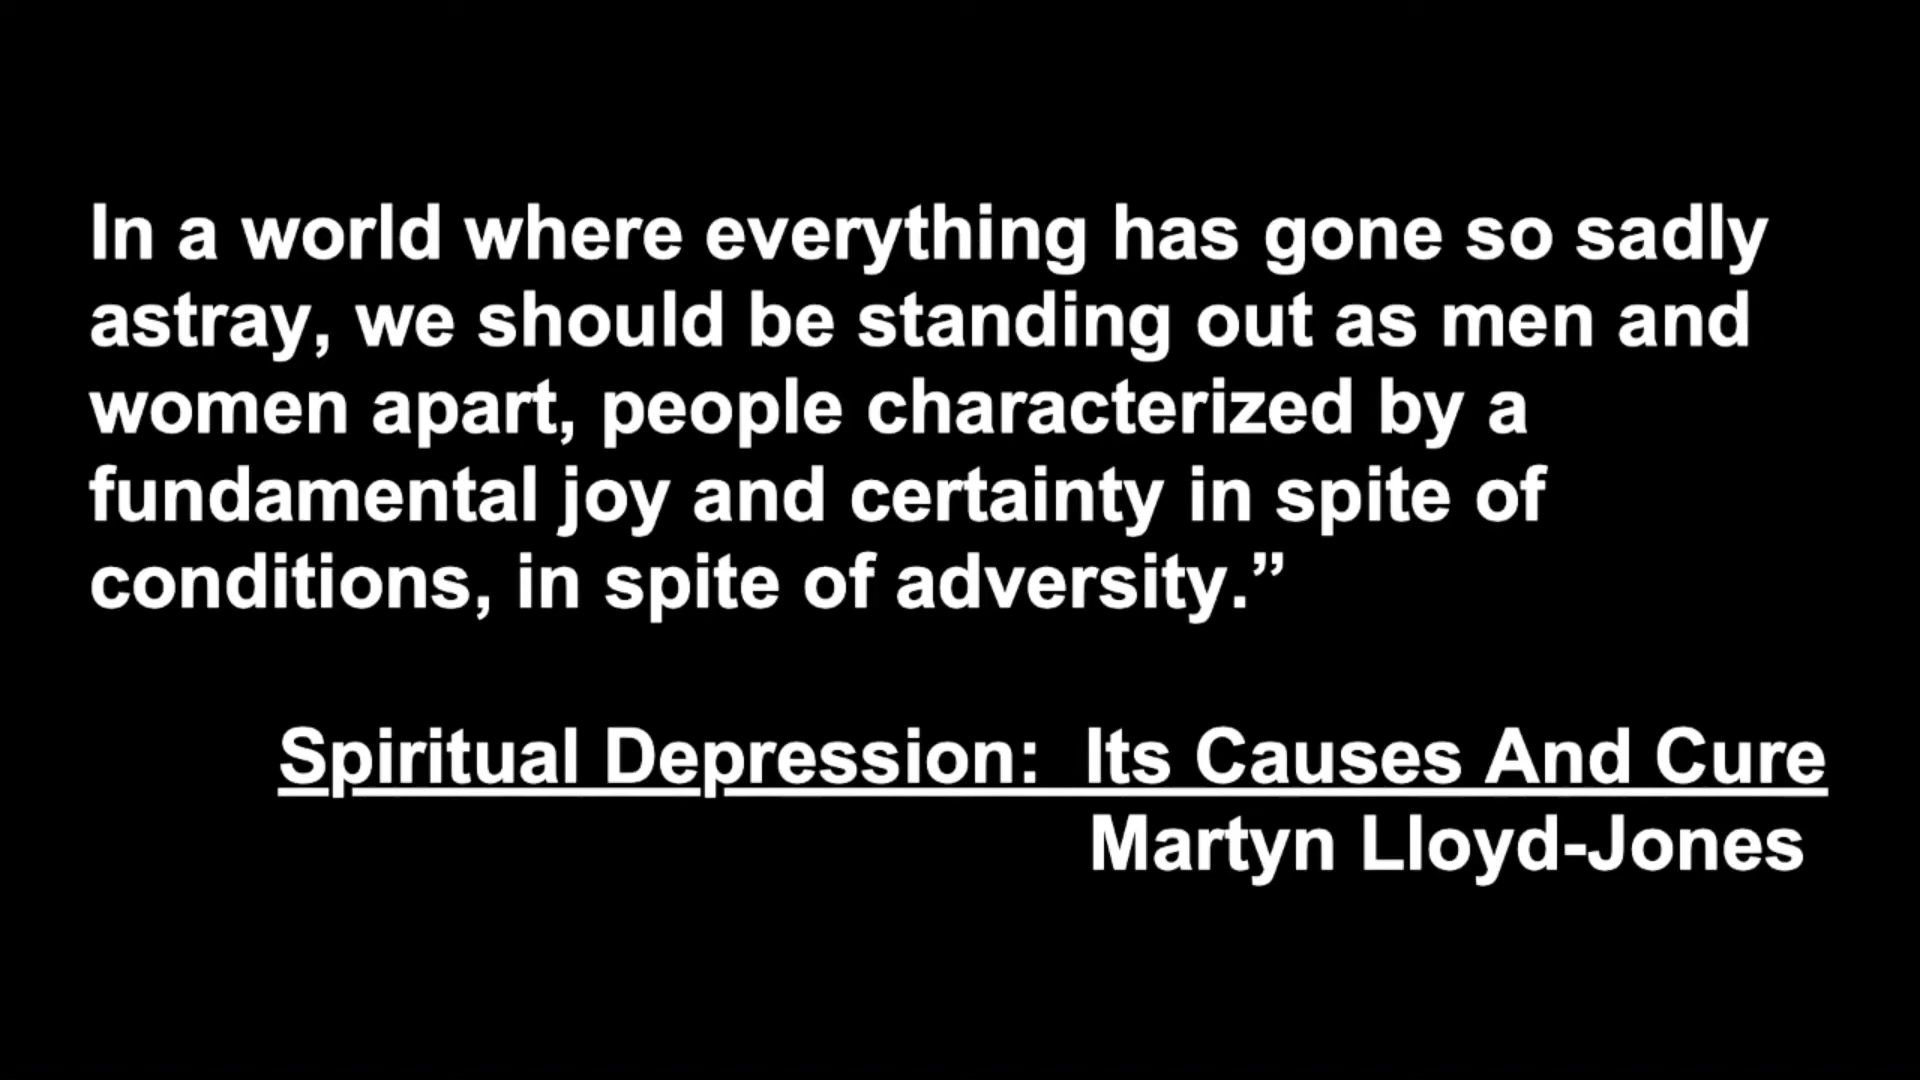 In a world where everything has gone so sadly
astray, we should be standing out as men and
women apart, people characterized by a
fundamental joy and certainty in spite of
conditions, in spite of adversity.”
Spiritual Depression:  Its Causes And Cure
Martyn Lloyd-Jones